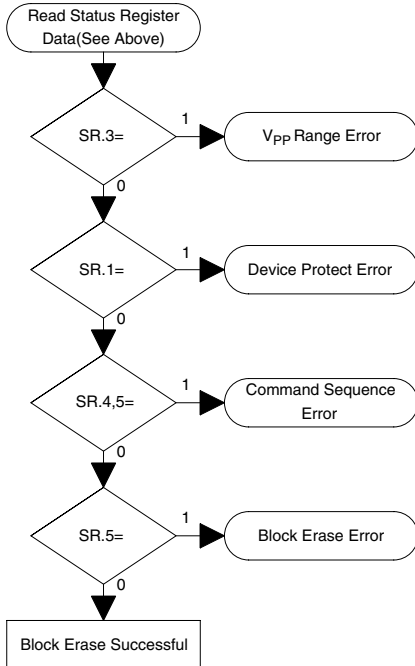 Read Status Register
Data(See Above)
SR.3=
1
VPP Range Error
0
SR.1=
1
Device Protect Error
0
SR.4,5=
1
Command Sequence
Error
0
SR.5=
1
Block Erase Error
0
Block Erase Successful